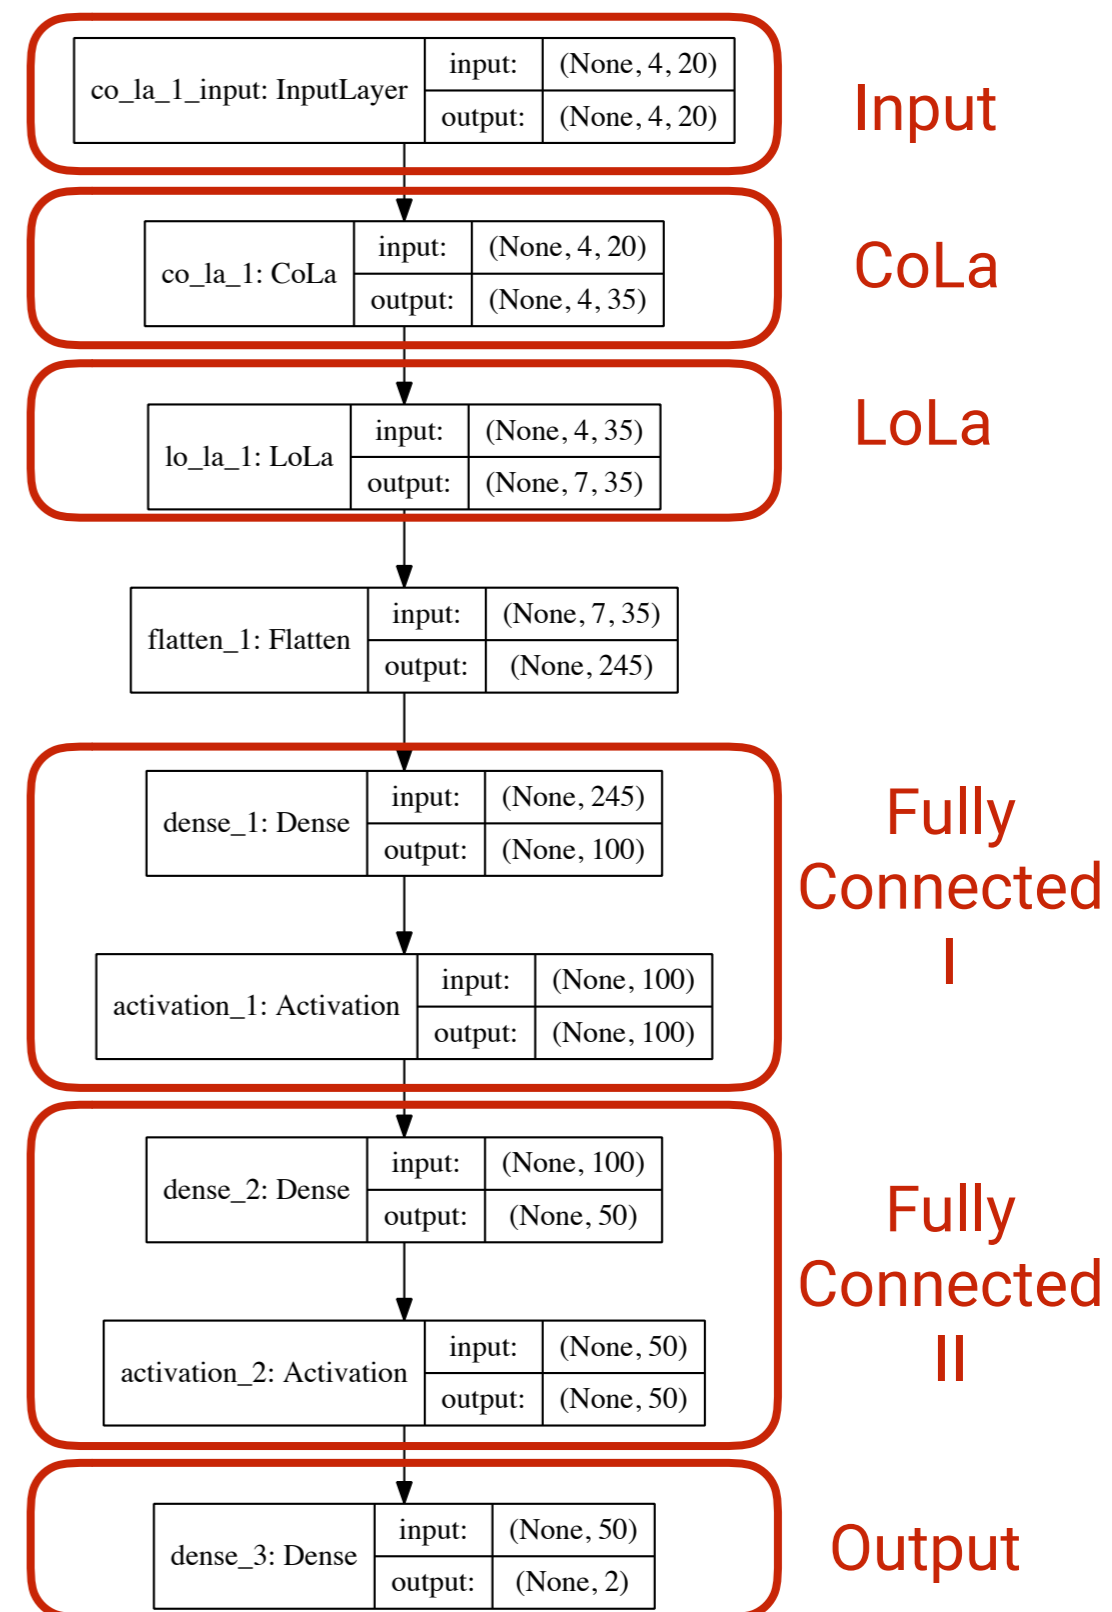 co_la_1_input: InputLayer
input: (None, 4, 20)
output: (None, 4, 20)
Input
co_la_1: CoLa
input: (None, 4, 20)
output: (None, 4, 35)
CoLa
lo_la_1: LoLa
input: (None, 4, 35)
output: (None, 7, 35)
LoLa
flatten_1: Flatten
input: (None, 7, 35)
output: (None, 245)
dense_1: Dense
input: (None, 245)
output: (None, 100)
activation_1: Activation
input: (None, 100)
output: (None, 100)
Fully
Connected
I
dense_2: Dense
input: (None, 100)
output: (None, 50)
activation_2: Activation
input: (None, 50)
output: (None, 50)
Fully
Connected
II
dense_3: Dense
input: (None, 50)
output: (None, 2)
Output